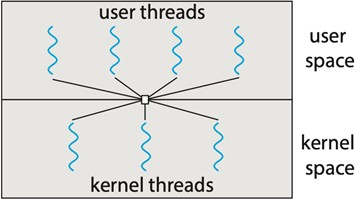 user threads
user
space
kernel
space
kernel threads